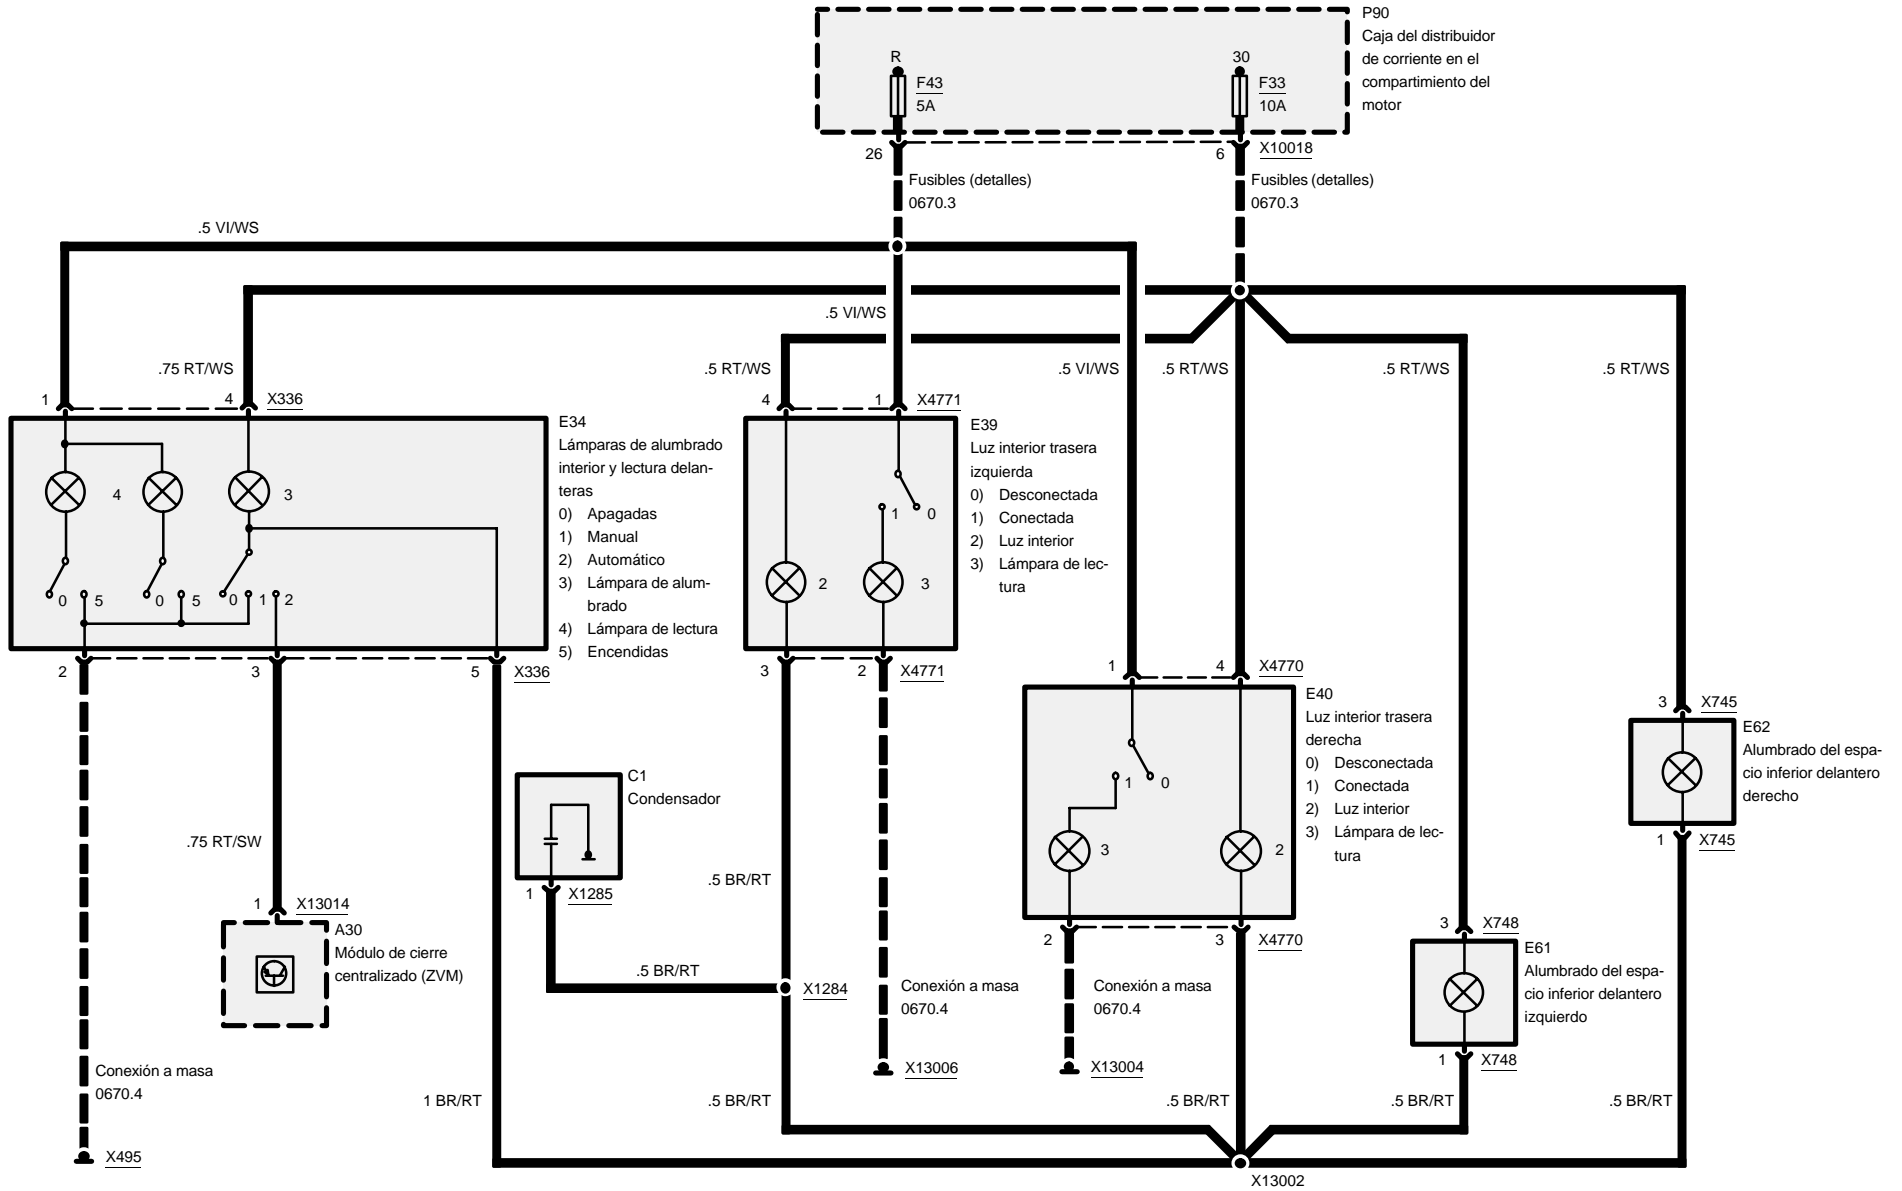 P90
Caja del distribuidor
de corriente en el
compartimiento del
motor
R
F43
5A
30
F33
10A
26
6
X10018
Fusibles (detalles)
0670.3
Fusibles (detalles)
0670.3
.5 VI/WS
.5 VI/WS
.75 RT/WS
.5 RT/WS
.5 VI/WS
.5 RT/WS
.5 RT/WS
.5 RT/WS
1
4
X336
4
1
X4771
E34
Lámparas de alumbrado
interior y lectura delan-
teras
0) Apagadas
1) Manual
2) Automático
3) Lámpara de alum-
brado
4) Lámpara de lectura
5) Encendidas
4
3
0
5
0
5
0
1
2
E39
Luz interior trasera
izquierda
0) Desconectada
1) Conectada
2) Luz interior
3) Lámpara de lec-
tura
1
0
2
3
2
3
5
X336
3
2
X4771
1
4
X4770
E40
Luz interior trasera
derecha
0) Desconectada
1) Conectada
2) Luz interior
3) Lámpara de lec-
tura
1
0
3
2
3
X745
E62
Alumbrado del espa-
cio inferior delantero
derecho
1
X745
C1
Condensador
1
X1285
.75 RT/SW
.5 BR/RT
1
X13014
A30
Módulo de cierre
centralizado (ZVM)
.5 BR/RT
X1284
2
3
X4770
3
X748
E61
Alumbrado del espa-
cio inferior delantero
izquierdo
1
X748
Conexión a masa
0670.4
Conexión a masa
0670.4
X13006
X13004
Conexión a masa
0670.4
1 BR/RT
.5 BR/RT
.5 BR/RT
.5 BR/RT
.5 BR/RT
X495
X13002